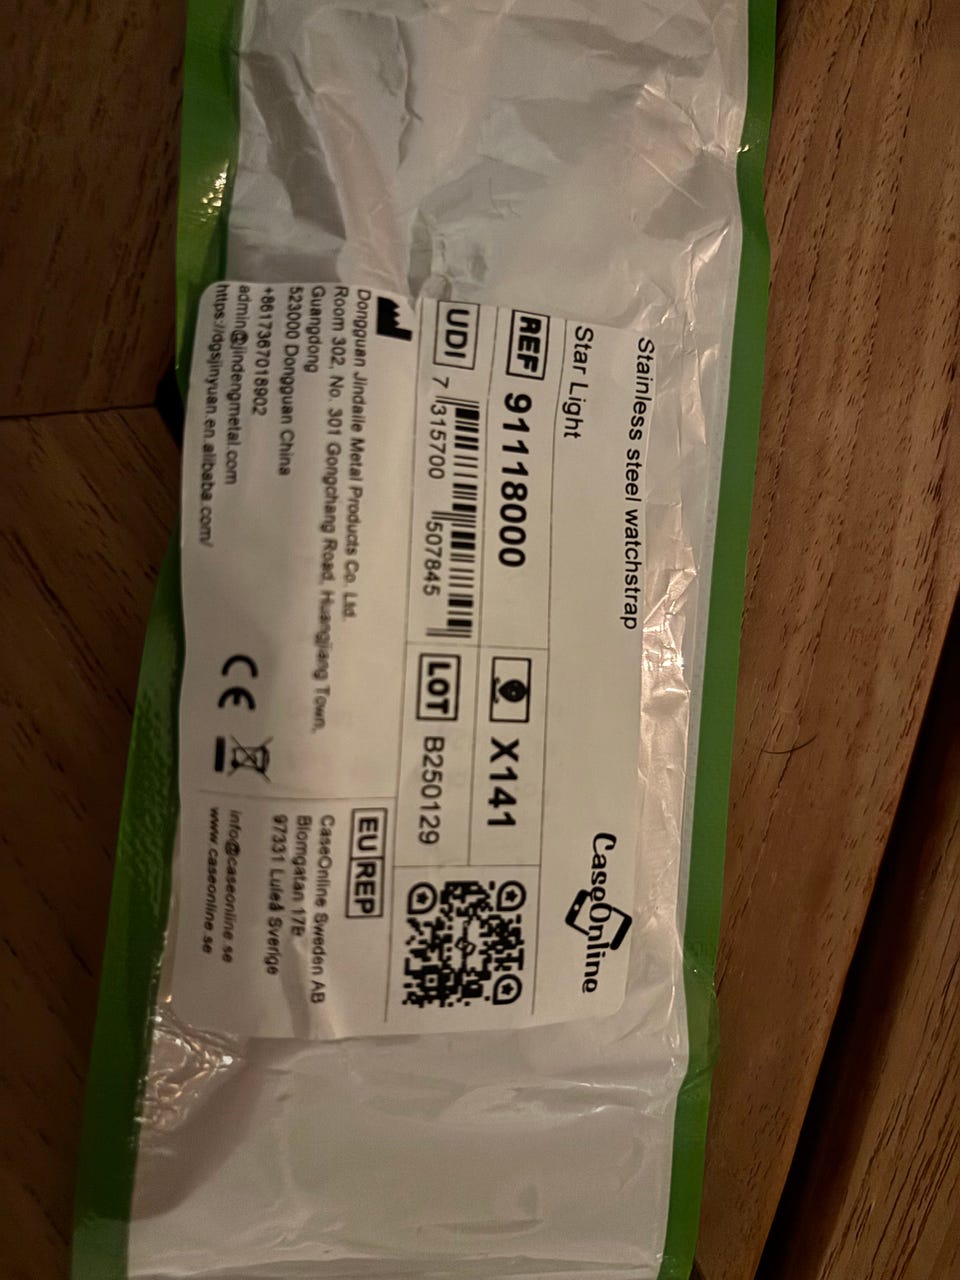 Stainless steel watchstrap
Star Light
CaseOnline
REF 91118000
X141
UDI
7 315700 507845
LOT B250129
Dongguan Jindaile Metal Products Co. Ltd.
Room 302, No. 301 Gongchang Road, Huangjiang Town,
Guangdong
523000 Dongguan China
+8617367018902
admin@jindengmetal.com
https://dgsjinyuan.en.alibaba.com/
CE
EU REP
CaseOnline Sweden AB
Blomgatan 17E
97331 Luleå Sverige
info@caseonline.se
www.caseonline.se